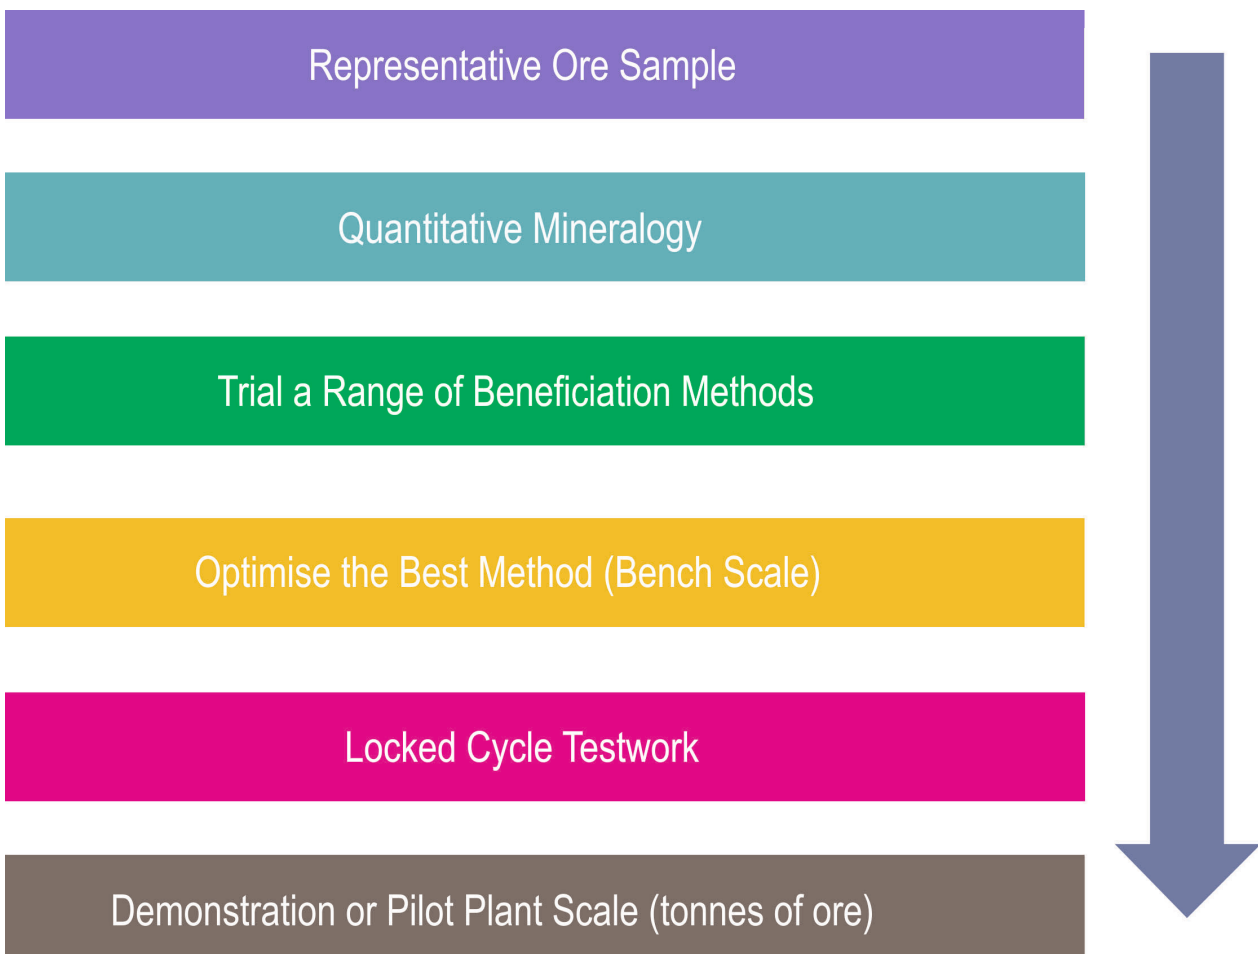 Representative Ore Sample
Quantitative Mineralogy
Trial a Range of Beneficiation Methods
Optimise the Best Method (Bench Scale)
Locked Cycle Testwork
Demonstration or Pilot Plant Scale (tonnes of ore)